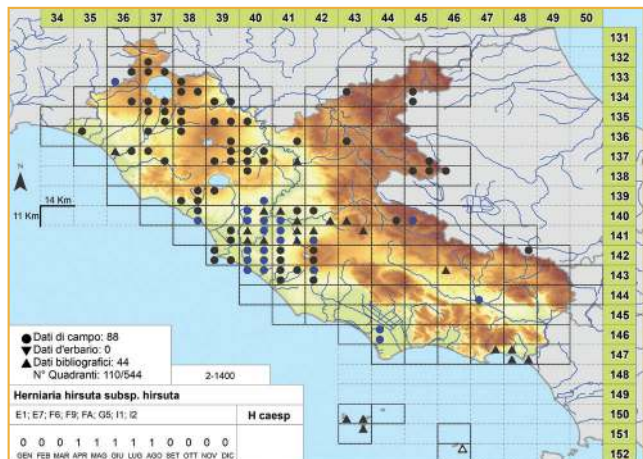 34 35 36 37 38 39 40 41 42 43 44 45 46 47 48 49 50
131
132
133
134
135
136
137
138
139
140
141
142
143
144
145
146
147
148
149
150
151
152
N
14 Km
11 Km
Dati di campo: 88
Dati d'erbario: 0
Dati bibliografici: 44
N° Quadranti: 110/544
2-1400
Herniaria hirsuta subsp. hirsuta
E1; E7; F6; F9; FA; G5; I1; I2
H caesp
0 0 0 1 1 1 1 1 0 0 0 0
GEN FEB MAR APR MAG GIU LUG AGO SET OTT NOV DIC